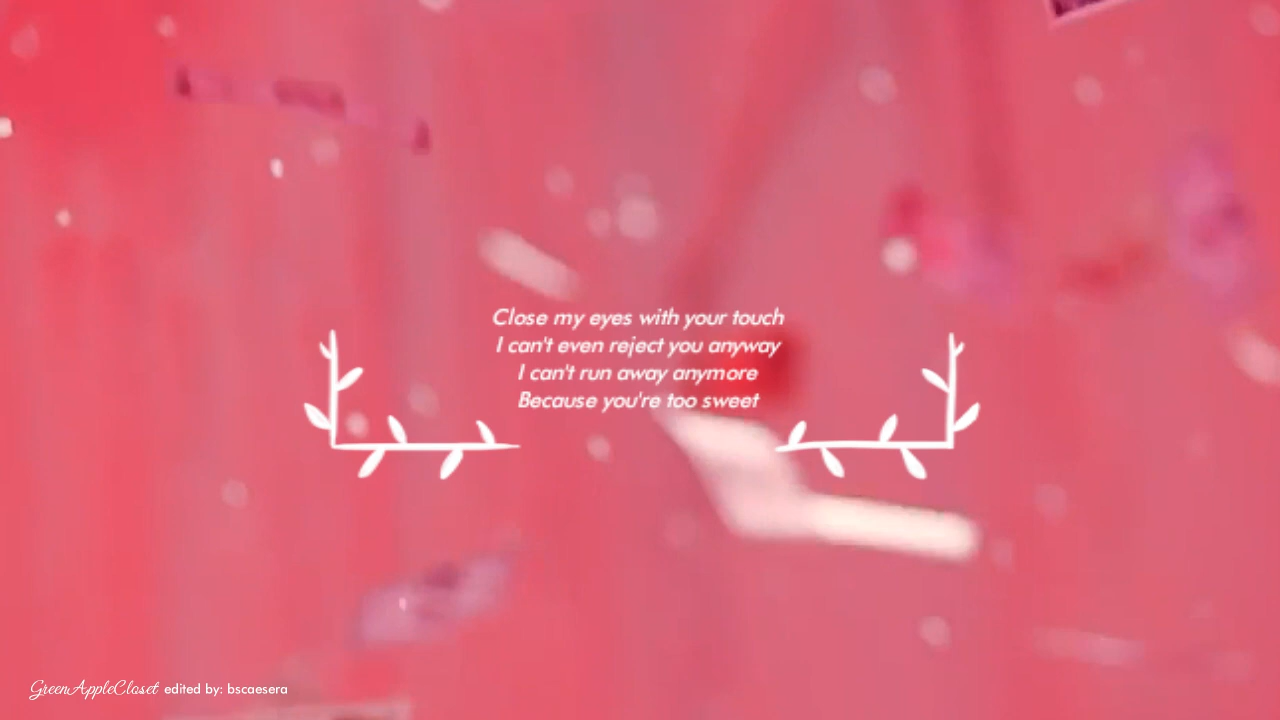 Close my eyes with your touch
I can't even reject you anyway
I can't run away anymore
Because you're too sweet
GreenAppleCloset edited by: bscaesera